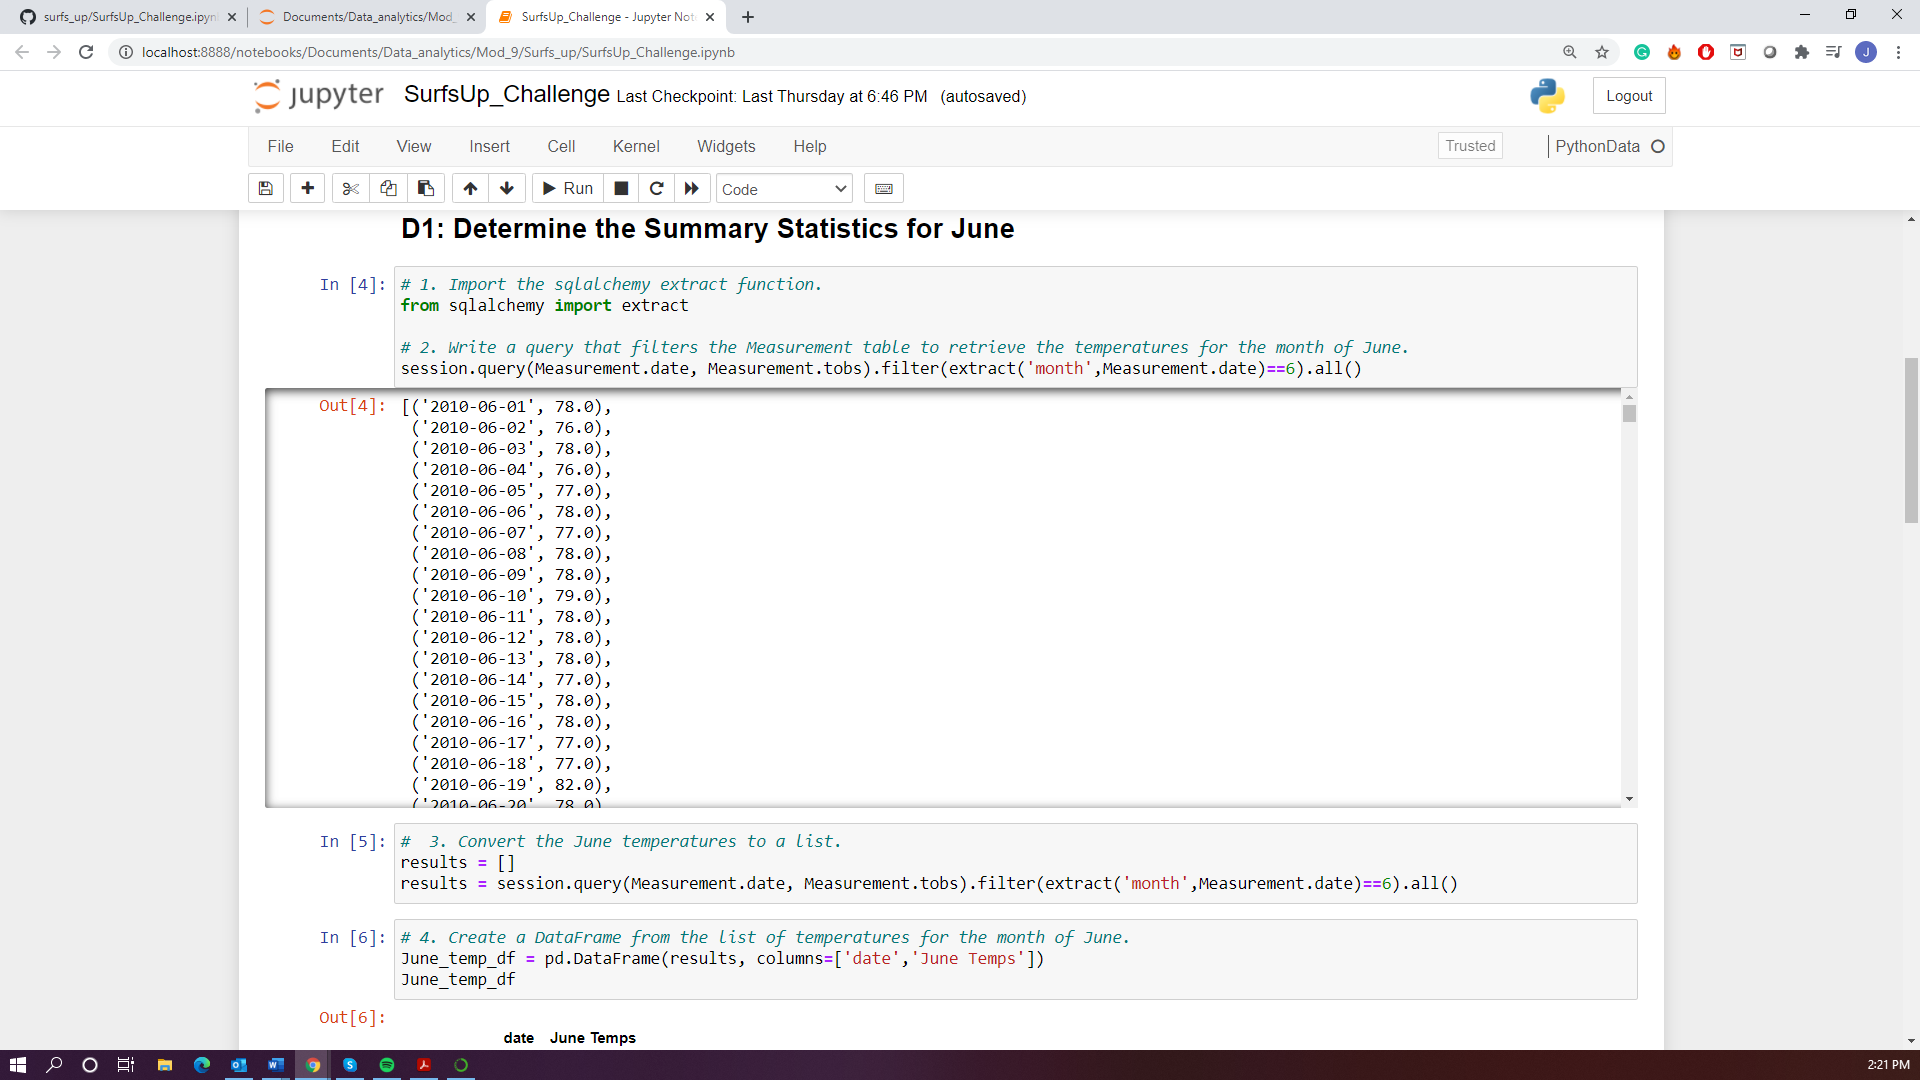 surfs_up/SurfsUp_Challenge.ipyn
Documents/Data_analytics/Mod_
SurfsUp_Challenge - Jupyter Not
localhost:8888/notebooks/Documents/Data_analytics/Mod_9/Surfs_up/SurfsUp_Challenge.ipynb
J
jupyter SurfsUp_Challenge Last Checkpoint: Last Thursday at 6:46 PM (autosaved)
Logout
File Edit View Insert Cell Kernel Widgets Help
Trusted
PythonData
Run
Code
D1: Determine the Summary Statistics for June
In [4]: # 1. Import the sqlalchemy extract function.
from sqlalchemy import extract
# 2. Write a query that filters the Measurement table to retrieve the temperatures for the month of June.
session.query(Measurement.date, Measurement.tobs).filter(extract('month',Measurement.date)==6).all()
Out[4]: [('2010-06-01', 78.0),
('2010-06-02', 76.0),
('2010-06-03', 78.0),
('2010-06-04', 76.0),
('2010-06-05', 77.0),
('2010-06-06', 78.0),
('2010-06-07', 77.0),
('2010-06-08', 78.0),
('2010-06-09', 78.0),
('2010-06-10', 79.0),
('2010-06-11', 78.0),
('2010-06-12', 78.0),
('2010-06-13', 78.0),
('2010-06-14', 77.0),
('2010-06-15', 78.0),
('2010-06-16', 78.0),
('2010-06-17', 77.0),
('2010-06-18', 77.0),
('2010-06-19', 82.0),
('2010-06-20', 78.0)
In [5]: #  3. Convert the June temperatures to a list.
results = []
results = session.query(Measurement.date, Measurement.tobs).filter(extract('month',Measurement.date)==6).all()
In [6]: # 4. Create a DataFrame from the list of temperatures for the month of June.
June_temp_df = pd.DataFrame(results, columns=['date','June Temps'])
June_temp_df
Out[6]:
date June Temps
2:21 PM